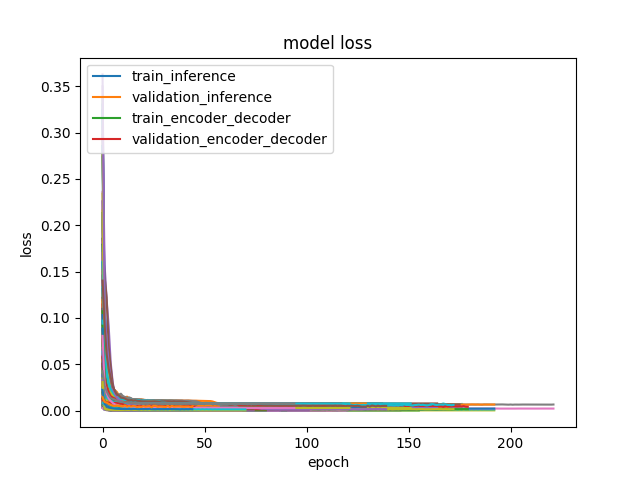 model loss
train_inference
validation_inference
train_encoder_decoder
validation_encoder_decoder
0.35
0.30
0.25
0.20
0.15
0.10
0.05
0.00
loss
0 50 100 150 200
epoch